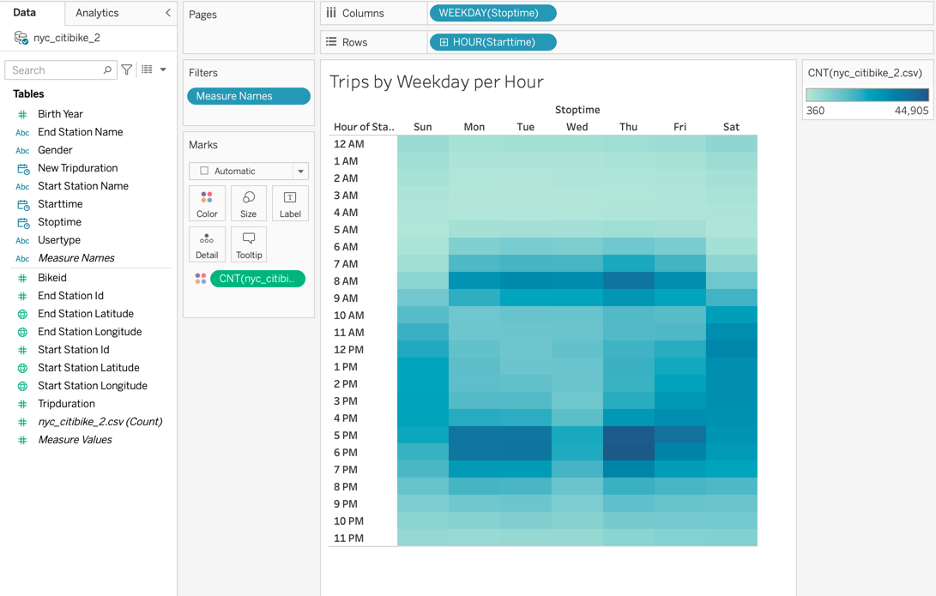 Data
Analytics
nyc_citibike_2
Search
Tables
# Birth Year
Abc End Station Name
Abc Gender
New Tripduration
Abc Start Station Name
Starttime
Stoptime
Abc Usertype
Abc Measure Names
# Bikeid
# End Station Id
End Station Latitude
End Station Longitude
# Start Station Id
Start Station Latitude
Start Station Longitude
# Tripduration
# nyc_citibike_2.csv (Count)
# Measure Values
Pages
Filters
Measure Names
Marks
Automatic
Color
Size
T
Label
Detail
Tooltip
CNT(nyc_citibi..
Columns
WEEKDAY(Stoptime)
Rows
HOUR(Starttime)
Trips by Weekday per Hour
Stoptime
Hour of Sta.. Sun Mon Tue Wed Thu Fri Sat
12 AM
1 AM
2 AM
3 AM
4 AM
5 AM
6 AM
7 AM
8 AM
9 AM
10 AM
11 AM
12 PM
1 PM
2 PM
3 PM
4 PM
5 PM
6 PM
7 PM
8 PM
9 PM
10 PM
11 PM
CNT(nyc_citibike_2.csv)
360 44,905